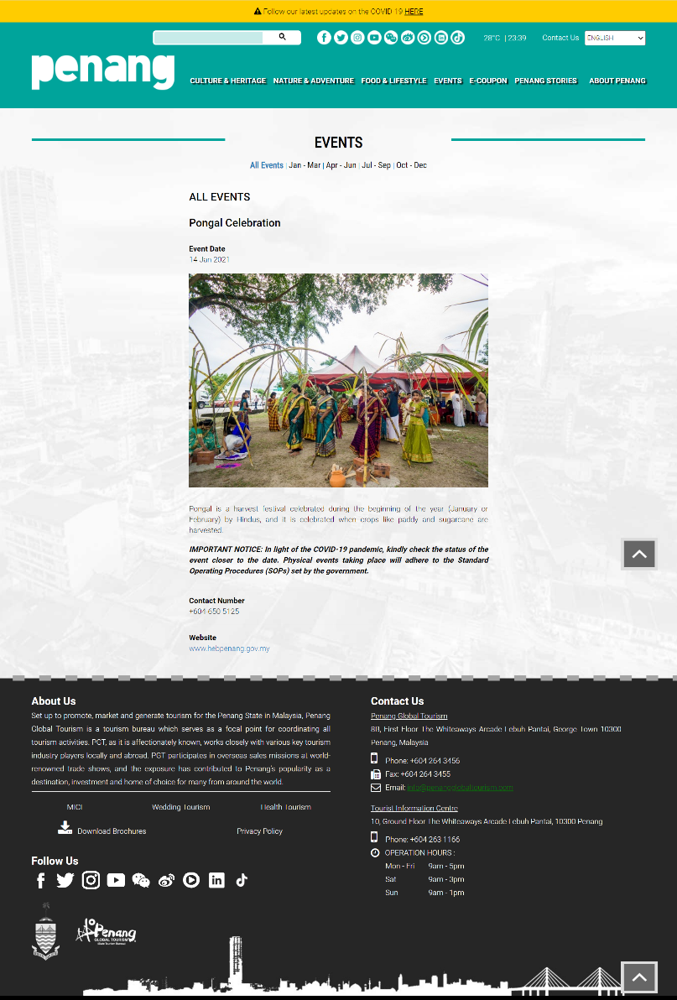 Follow our latest updates on the COVID 19 HERE
28°C | 23:39 Contact Us ENGLISH
penang
CULTURE & HERITAGE NATURE & ADVENTURE FOOD & LIFESTYLE EVENTS E-COUPON PENANG STORIES ABOUT PENANG
EVENTS
All Events | Jan - Mar | Apr - Jun | Jul - Sep | Oct - Dec
ALL EVENTS
Pongal Celebration
Event Date
14 Jan 2021
Pongal is a harvest festival celebrated during the beginning of the year (January or
February) by Hindus, and it is celebrated when crops like paddy and sugarcane are
harvested.
IMPORTANT NOTICE: In light of the COVID-19 pandemic, kindly check the status of the
event closer to the date. Physical events taking place will adhere to the Standard
Operating Procedures (SOPs) set by the government.
Contact Number
+604-650 5125
Website
www.hebpenang.gov.my
About Us
Set up to promote, market and generate tourism for the Penang State in Malaysia, Penang
Global Tourism is a tourism bureau which serves as a focal point for coordinating all
tourism activities. PGT, as it is affectionately known, works closely with various key tourism
industry players locally and abroad. PGT participates in overseas sales missions at world-
renowned trade shows, and the exposure has contributed to Penang's popularity as a
destination, investment and home of choice for many from around the world.
MICE Wedding Tourism Health Tourism
Download Brochures Privacy Policy
Follow Us
Penang
GLOBAL TOURISM
(State Tourism Bureau)
Contact Us
Penang Global Tourism
8B, First Floor The Whiteaways Arcade Lebuh Pantai, George Town 10300
Penang, Malaysia
Phone: +604 264 3456
Fax: +604 264 3455
Email: info@penangglobaltourism.com
Tourist Information Centre
10, Ground Floor The Whiteaways Arcade Lebuh Pantai, 10300 Penang
Phone: +604 263 1166
OPERATION HOURS :
Mon - Fri 9am - 5pm
Sat 9am - 3pm
Sun 9am - 1pm